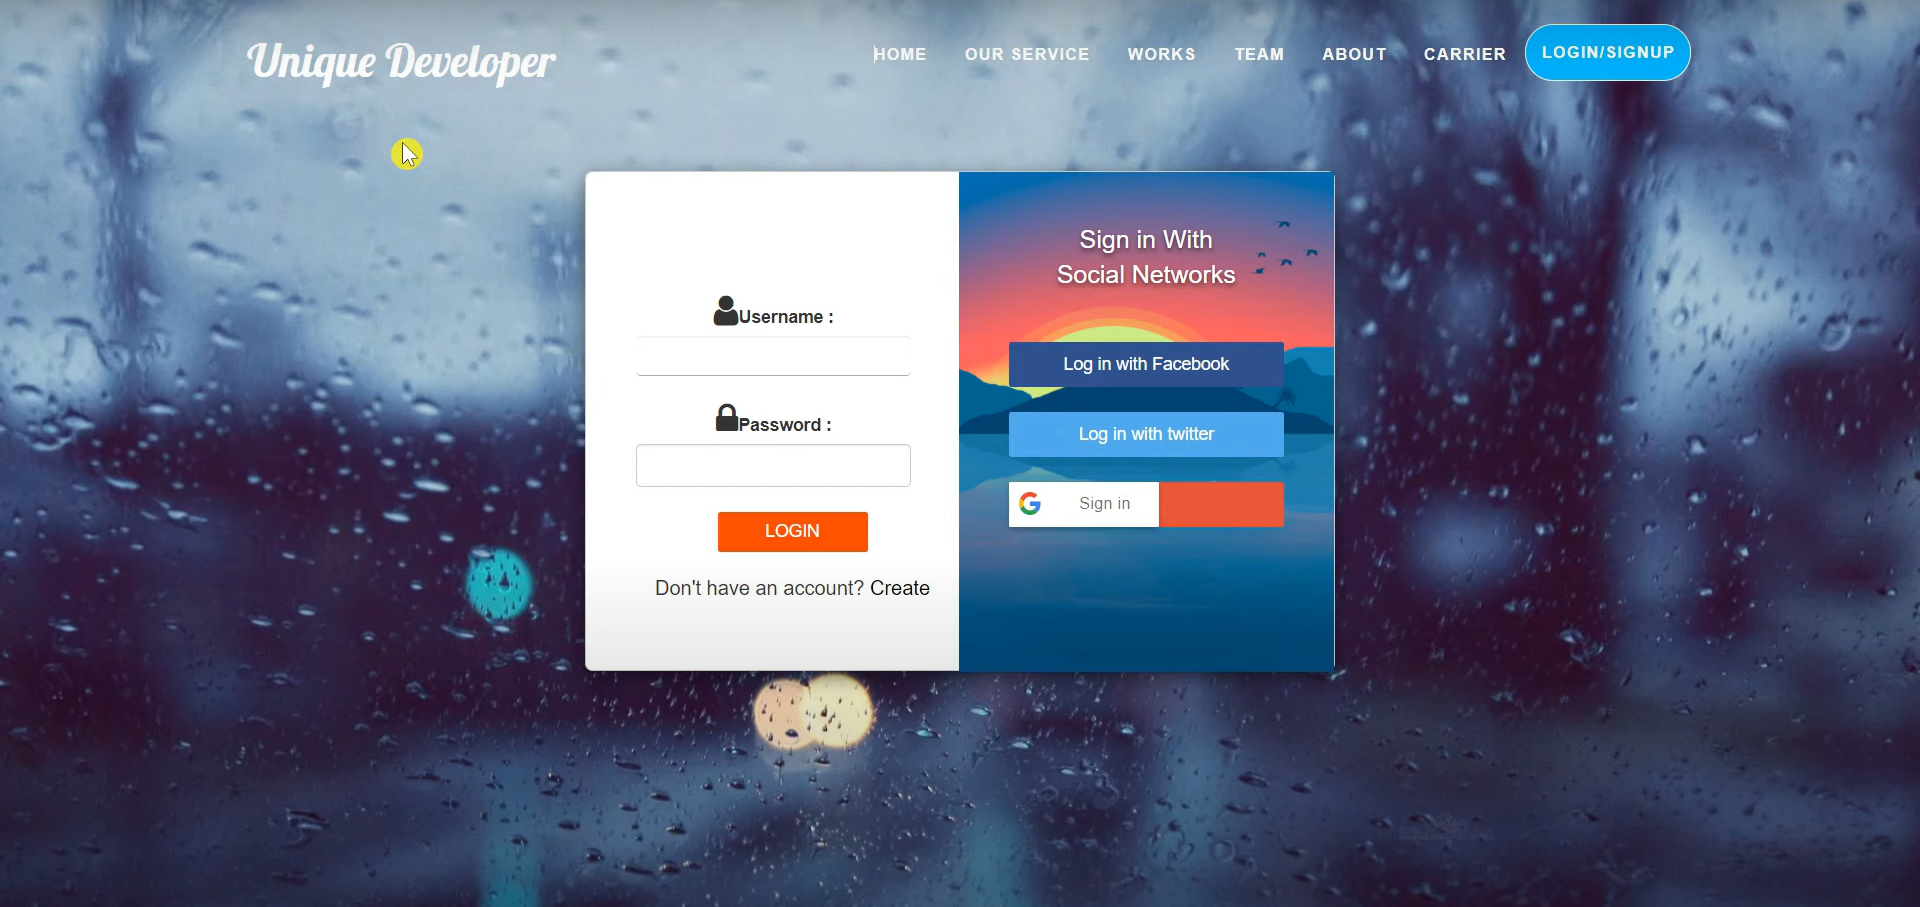 Unique Developer
HOME OUR SERVICE WORKS TEAM ABOUT CARRIER LOGIN/SIGNUP
Username :
Password :
LOGIN
Don't have an account? Create
Sign in With
Social Networks
Log in with Facebook
Log in with twitter
Sign in